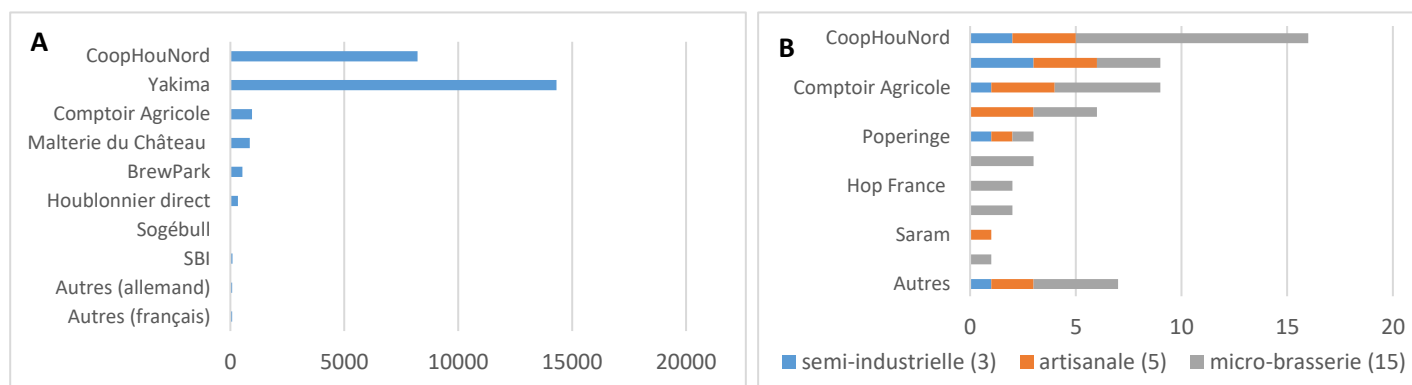 A
CoopHouNord
Yakima
Comptoir Agricole
Malterie du Château
BrewPark
Houblonnier direct
Sogébull
SBI
Autres (allemand)
Autres (français)
0 5000 10000 15000 20000
B
CoopHouNord
Comptoir Agricole
Poperinge
Hop France
Saram
Autres
0 5 10 15 20
semi-industrielle (3) artisanale (5) micro-brasserie (15)